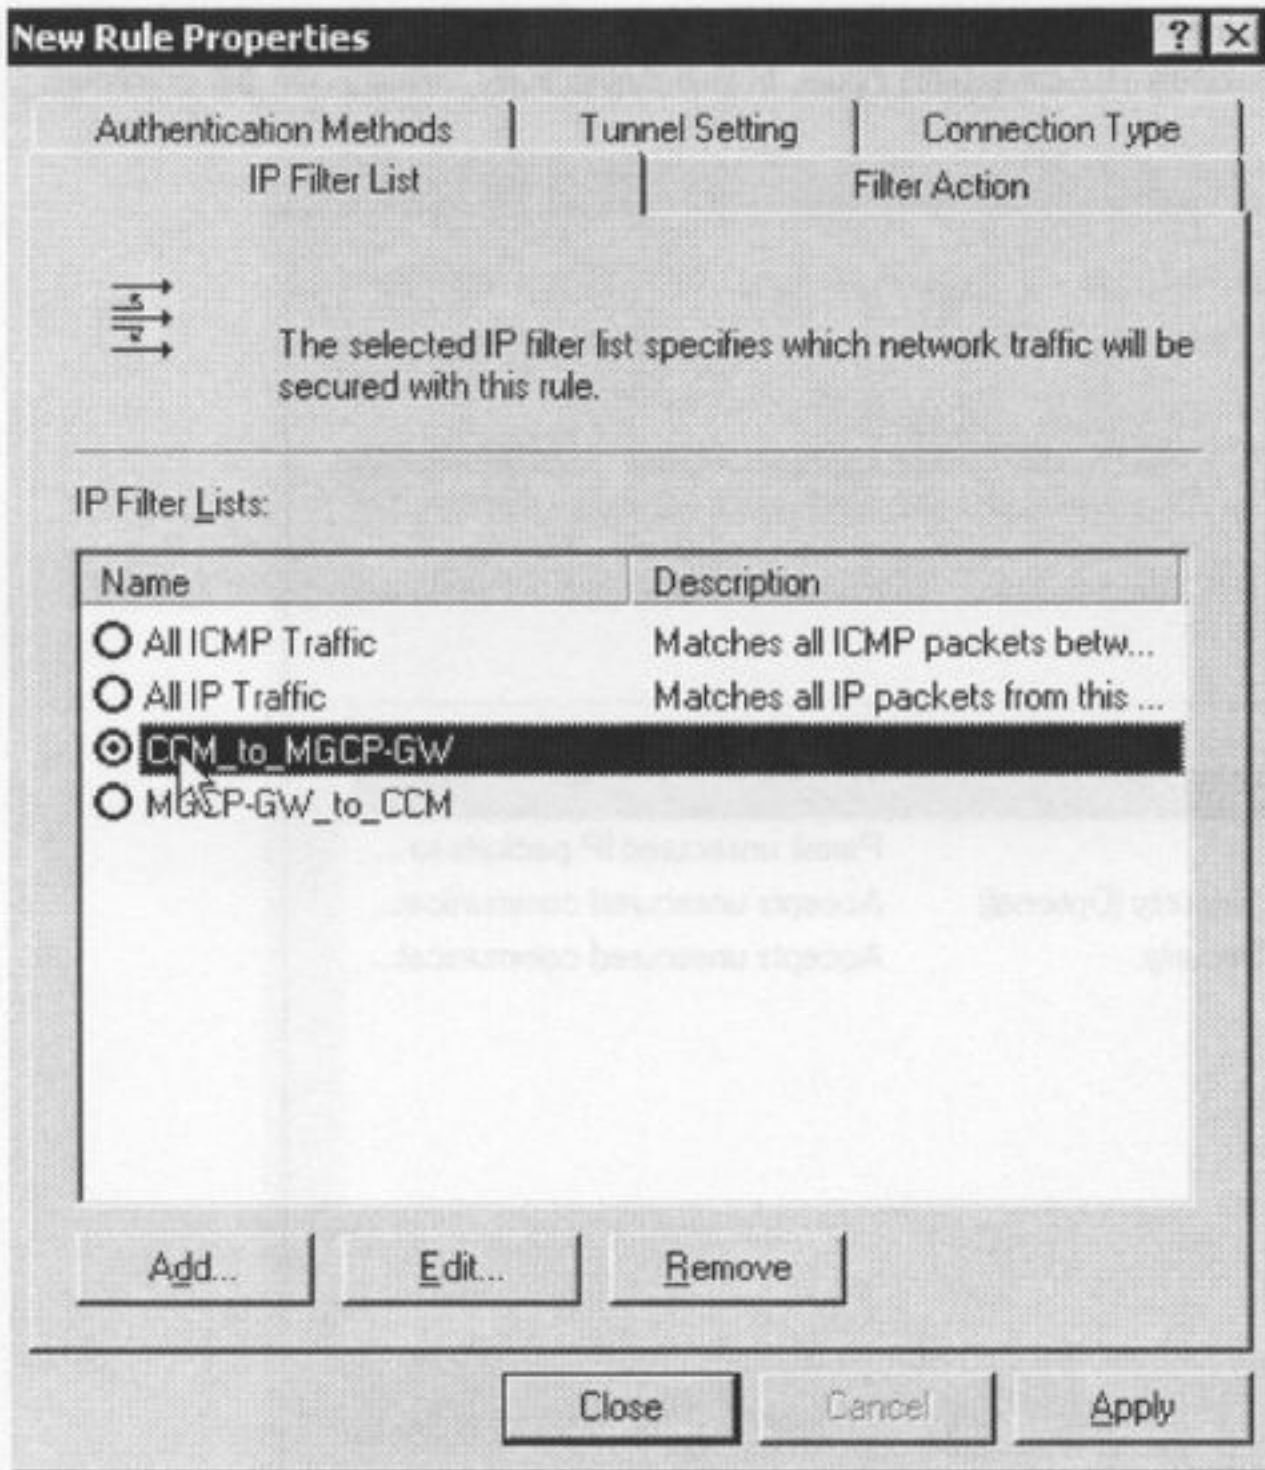 New Rule Properties
Authentication Methods Tunnel Setting Connection Type
IP Filter List Filter Action
The selected IP filter list specifies which network traffic will be
secured with this rule.
IP Filter Lists:
Name Description
All ICMP Traffic Matches all ICMP packets betw...
All IP Traffic Matches all IP packets from this ...
CCM_to_MGCP-GW
MGCP-GW_to_CCM
Add... Edit... Remove
Close Cancel Apply